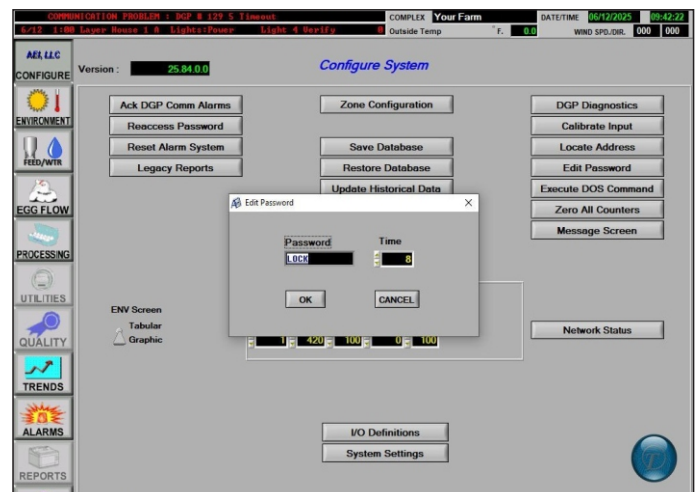 COMMUNICATION PROBLEM : DGP # 129 S Timeout
COMPLEX Your Farm
DATE/TIME 06/12/2025 09:42:22
6/12 1:08 Layer House 1 A Lights:Power Light 4 Verify 0
Outside Temp °F. 0.0
WIND SPD./DIR. 000 000
AEI, LLC
CONFIGURE
Version : 25.84.0.0
Configure System
ENVIRONMENT
FEED/WTR
EGG FLOW
PROCESSING
UTILITIES
QUALITY
TRENDS
ALARMS
REPORTS
Ack DGP Comm Alarms
Reaccess Password
Reset Alarm System
Legacy Reports
Zone Configuration
Save Database
Restore Database
Update Historical Data
DGP Diagnostics
Calibrate Input
Locate Address
Edit Password
Execute DOS Command
Zero All Counters
Message Screen
Edit Password
Password
LOCK
Time
8
OK
CANCEL
ENV Screen
Tabular
Graphic
1 420 100 0 100
Network Status
I/O Definitions
System Settings